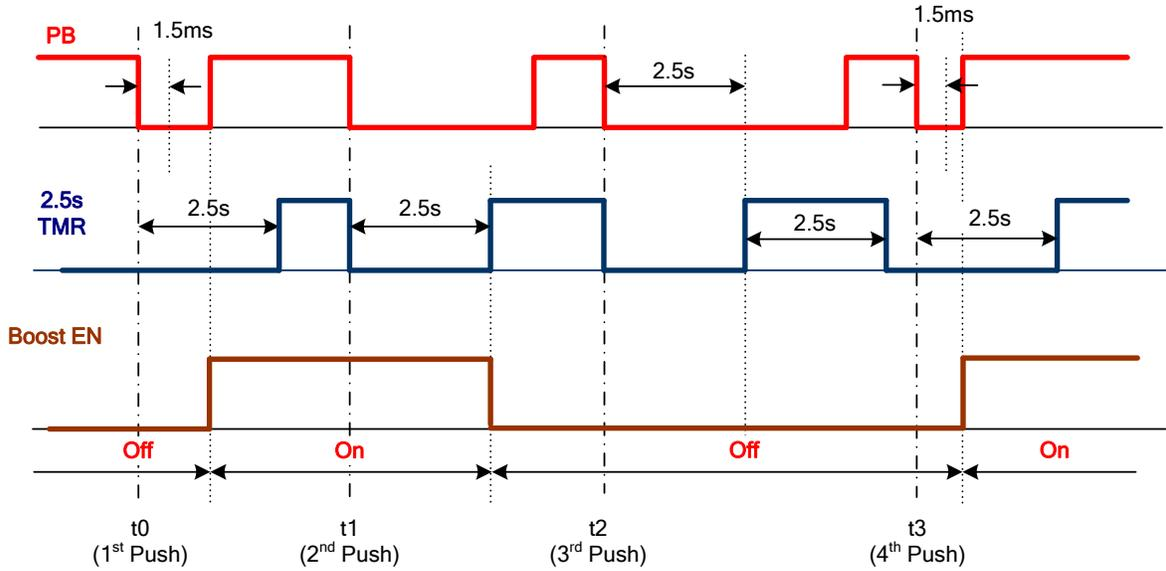 1.5ms
1.5ms
PB
2.5s
2.5s
TMR
2.5s
2.5s
2.5s
2.5s
Boost EN
Off
On
Off
On
t0
(1st Push)
t1
(2nd Push)
t2
(3rd Push)
t3
(4th Push)